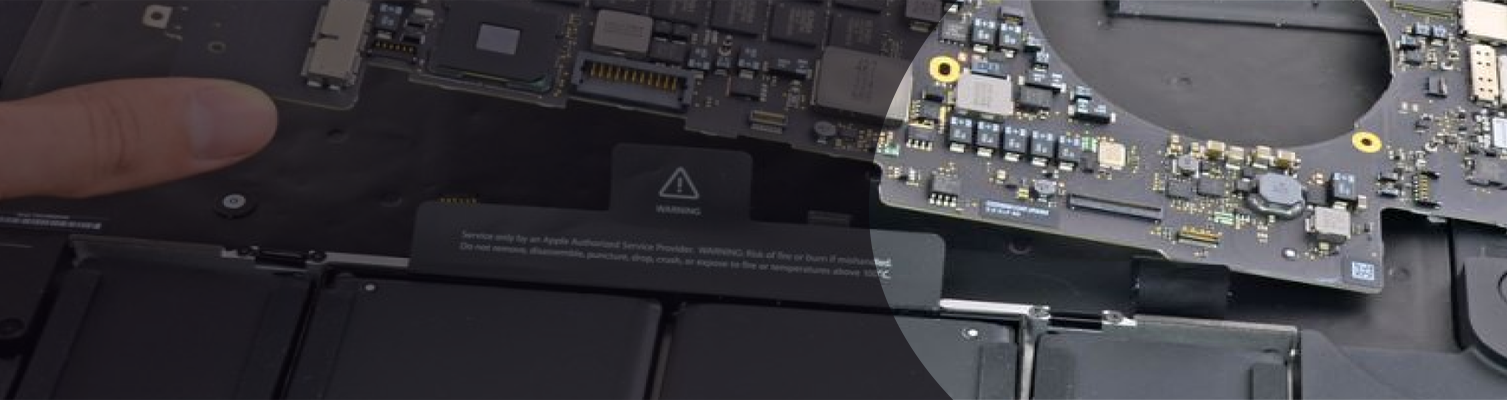 WARNING
Service only by an Apple Authorized Service Provider. WARNING: Risk of fire or burn if mishandled.
Do not remove, disassemble, puncture, drop, crash, or expose to fire or temperatures above 100°C